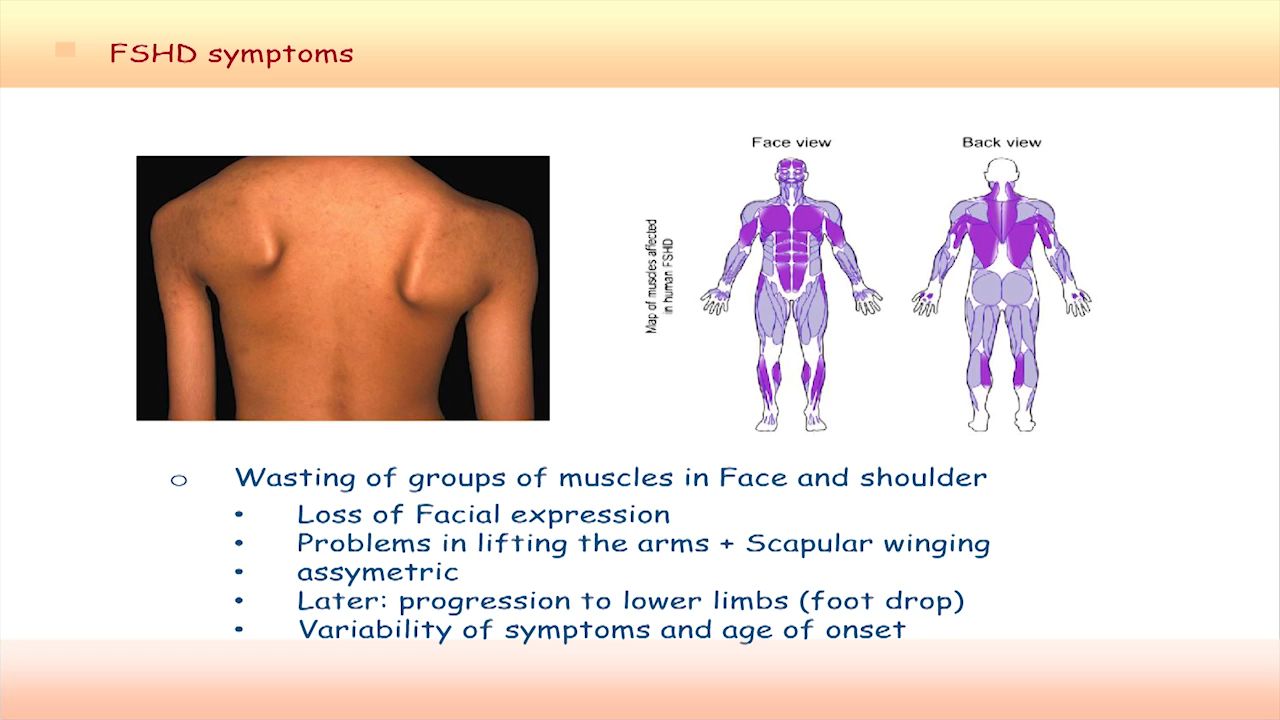 FSHD symptoms
Face view
Back view
Map of muscles affected
in human FSHD
o Wasting of groups of muscles in Face and shoulder
• Loss of Facial expression
• Problems in lifting the arms + Scapular winging
• assymetric
• Later: progression to lower limbs (foot drop)
• Variability of symptoms and age of onset